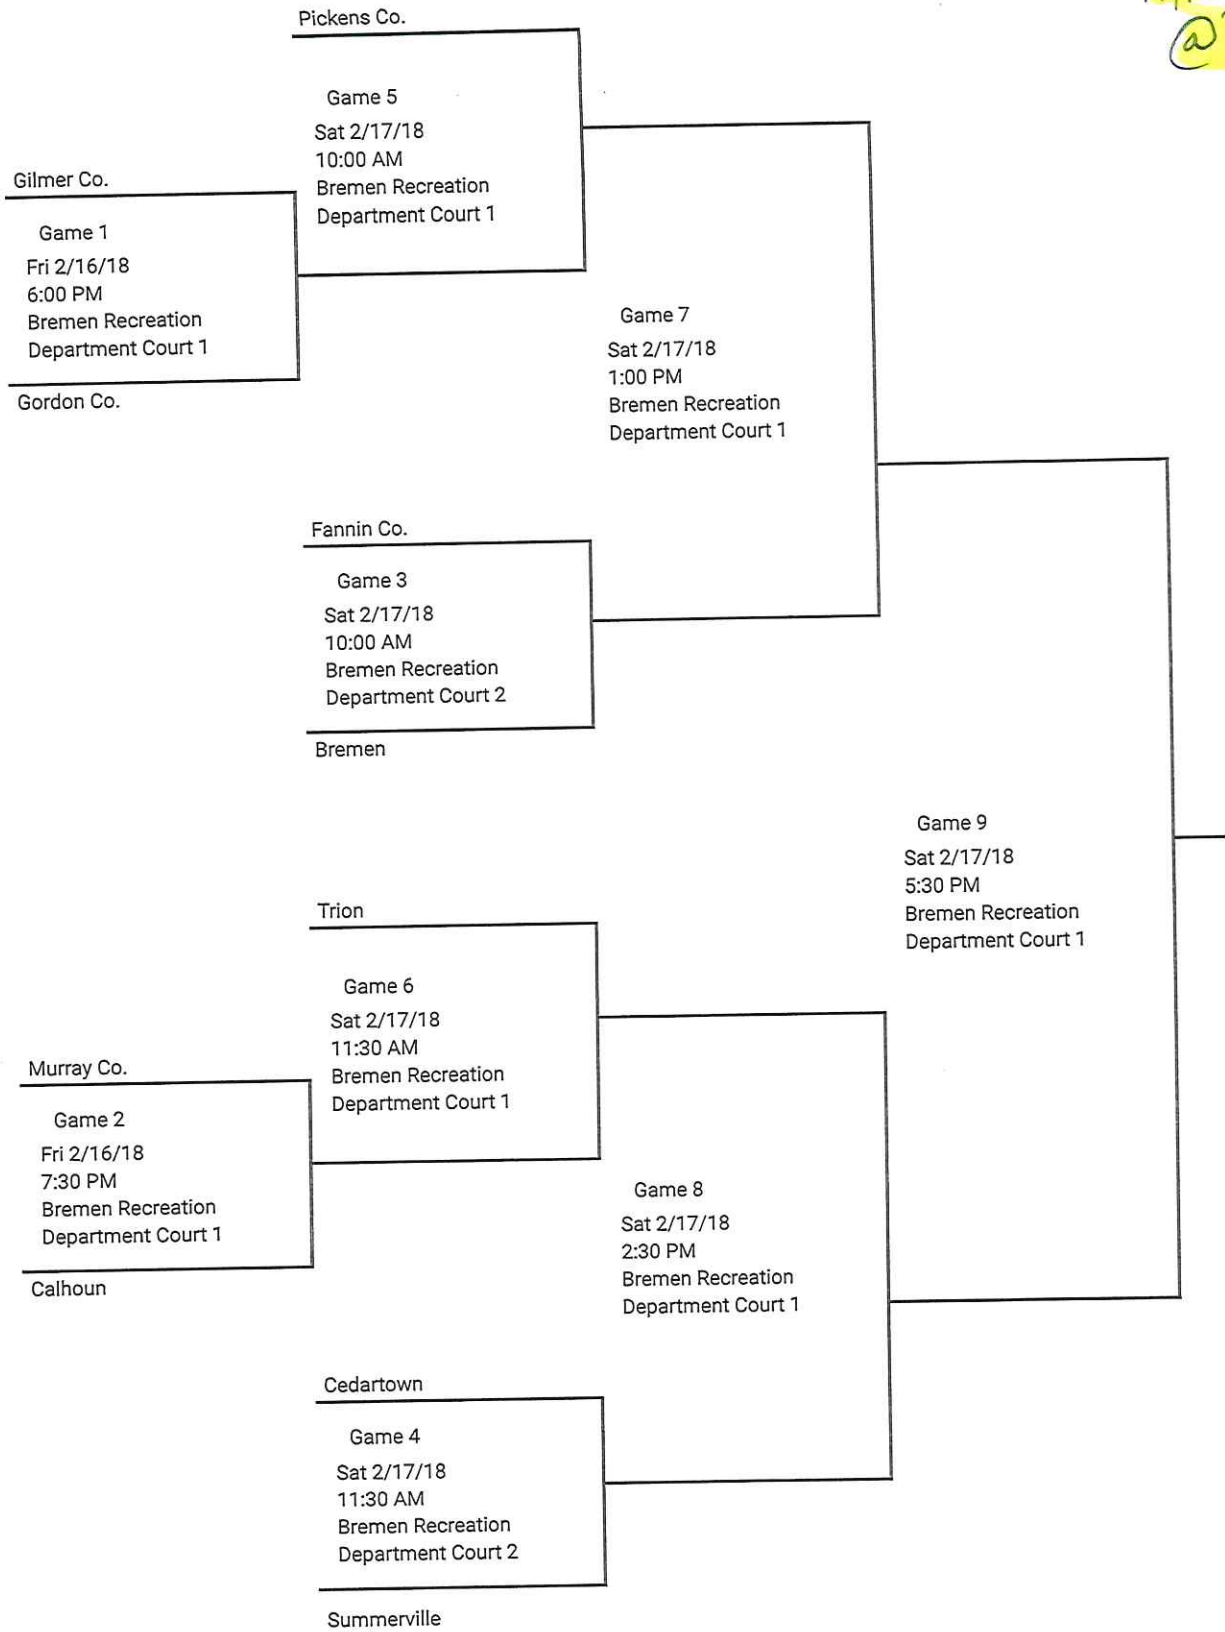 Pickens Co.
Game 5
Sat 2/17/18
10:00 AM
Bremen Recreation
Department Court 1
Gilmer Co.
Game 1
Fri 2/16/18
6:00 PM
Bremen Recreation
Department Court 1
Gordon Co.
Game 7
Sat 2/17/18
1:00 PM
Bremen Recreation
Department Court 1
Fannin Co.
Game 3
Sat 2/17/18
10:00 AM
Bremen Recreation
Department Court 2
Bremen
Game 9
Sat 2/17/18
5:30 PM
Bremen Recreation
Department Court 1
Trion
Game 6
Sat 2/17/18
11:30 AM
Bremen Recreation
Department Court 1
Murray Co.
Game 2
Fri 2/16/18
7:30 PM
Bremen Recreation
Department Court 1
Calhoun
Game 8
Sat 2/17/18
2:30 PM
Bremen Recreation
Department Court 1
Cedartown
Game 4
Sat 2/17/18
11:30 AM
Bremen Recreation
Department Court 2
Summerville
@